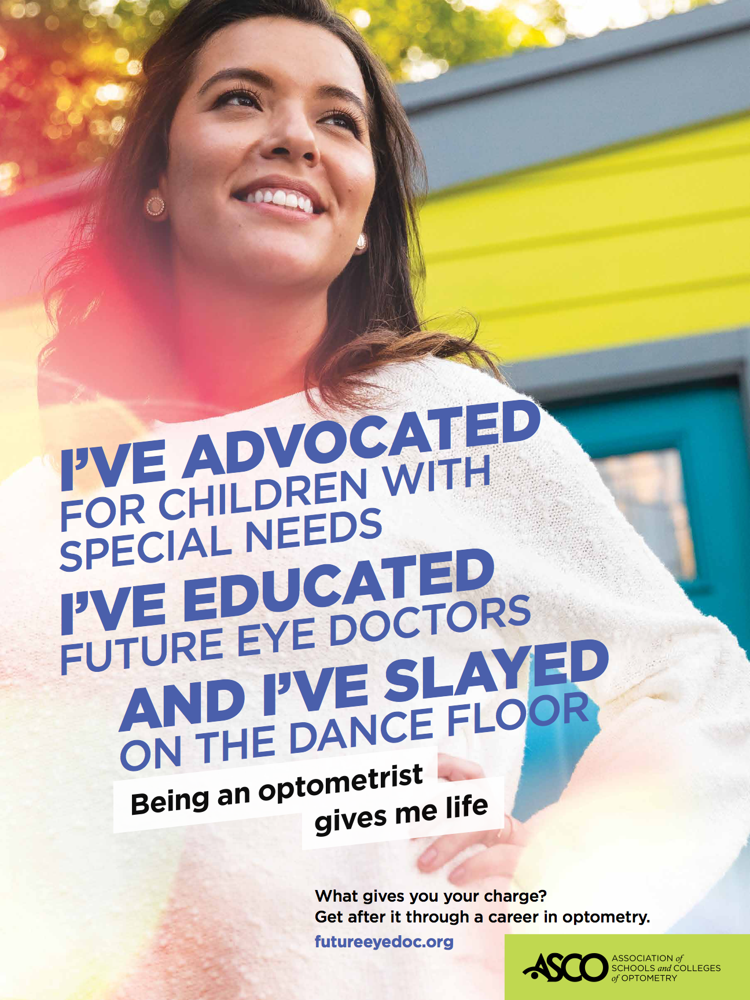 I'VE ADVOCATED
FOR CHILDREN WITH
SPECIAL NEEDS
I'VE EDUCATED
FUTURE EYE DOCTORS
AND I'VE SLAYED
ON THE DANCE FLOOR
Being an optometrist
gives me life
What gives you your charge?
Get after it through a career in optometry.
futureeyedoc.org
ASCO
ASSOCIATION of
SCHOOLS and COLLEGES
of OPTOMETRY